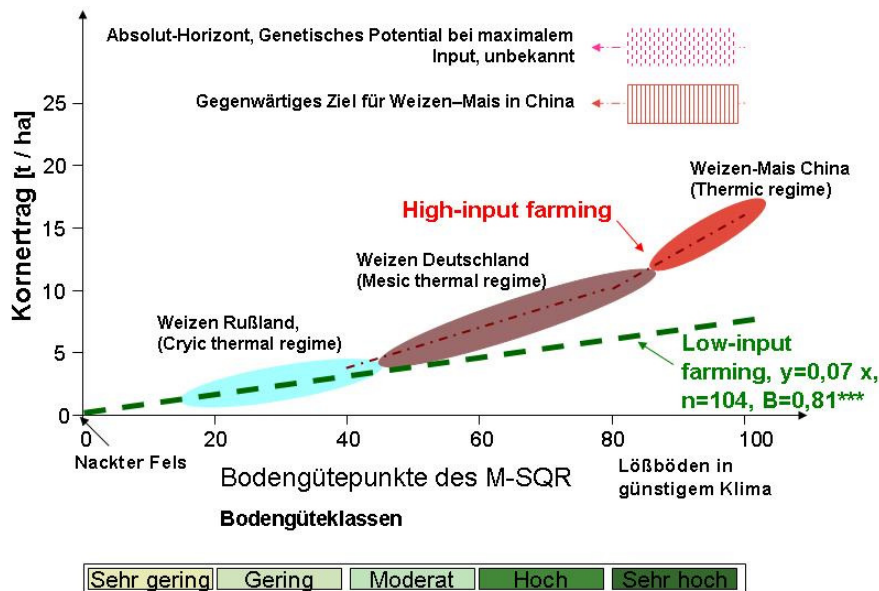 Absolut-Horizont, Genetisches Potential bei maximalem
Input, unbekannt
Gegenwärtiges Ziel für Weizen–Mais in China
Weizen-Mais China
(Thermic regime)
High-input farming
Weizen Deutschland
(Mesic thermal regime)
Weizen Rußland,
(Cryic thermal regime)
Low-input
farming, y=0,07 x,
n=104, B=0,81***
Kornertrag [t / ha]
25
20
15
10
5
0
0
20
40
60
80
100
Nackter Fels
Bodengütepunkte des M-SQR
Lößböden in
günstigem Klima
Bodengüteklassen
Sehr gering
Gering
Moderat
Hoch
Sehr hoch